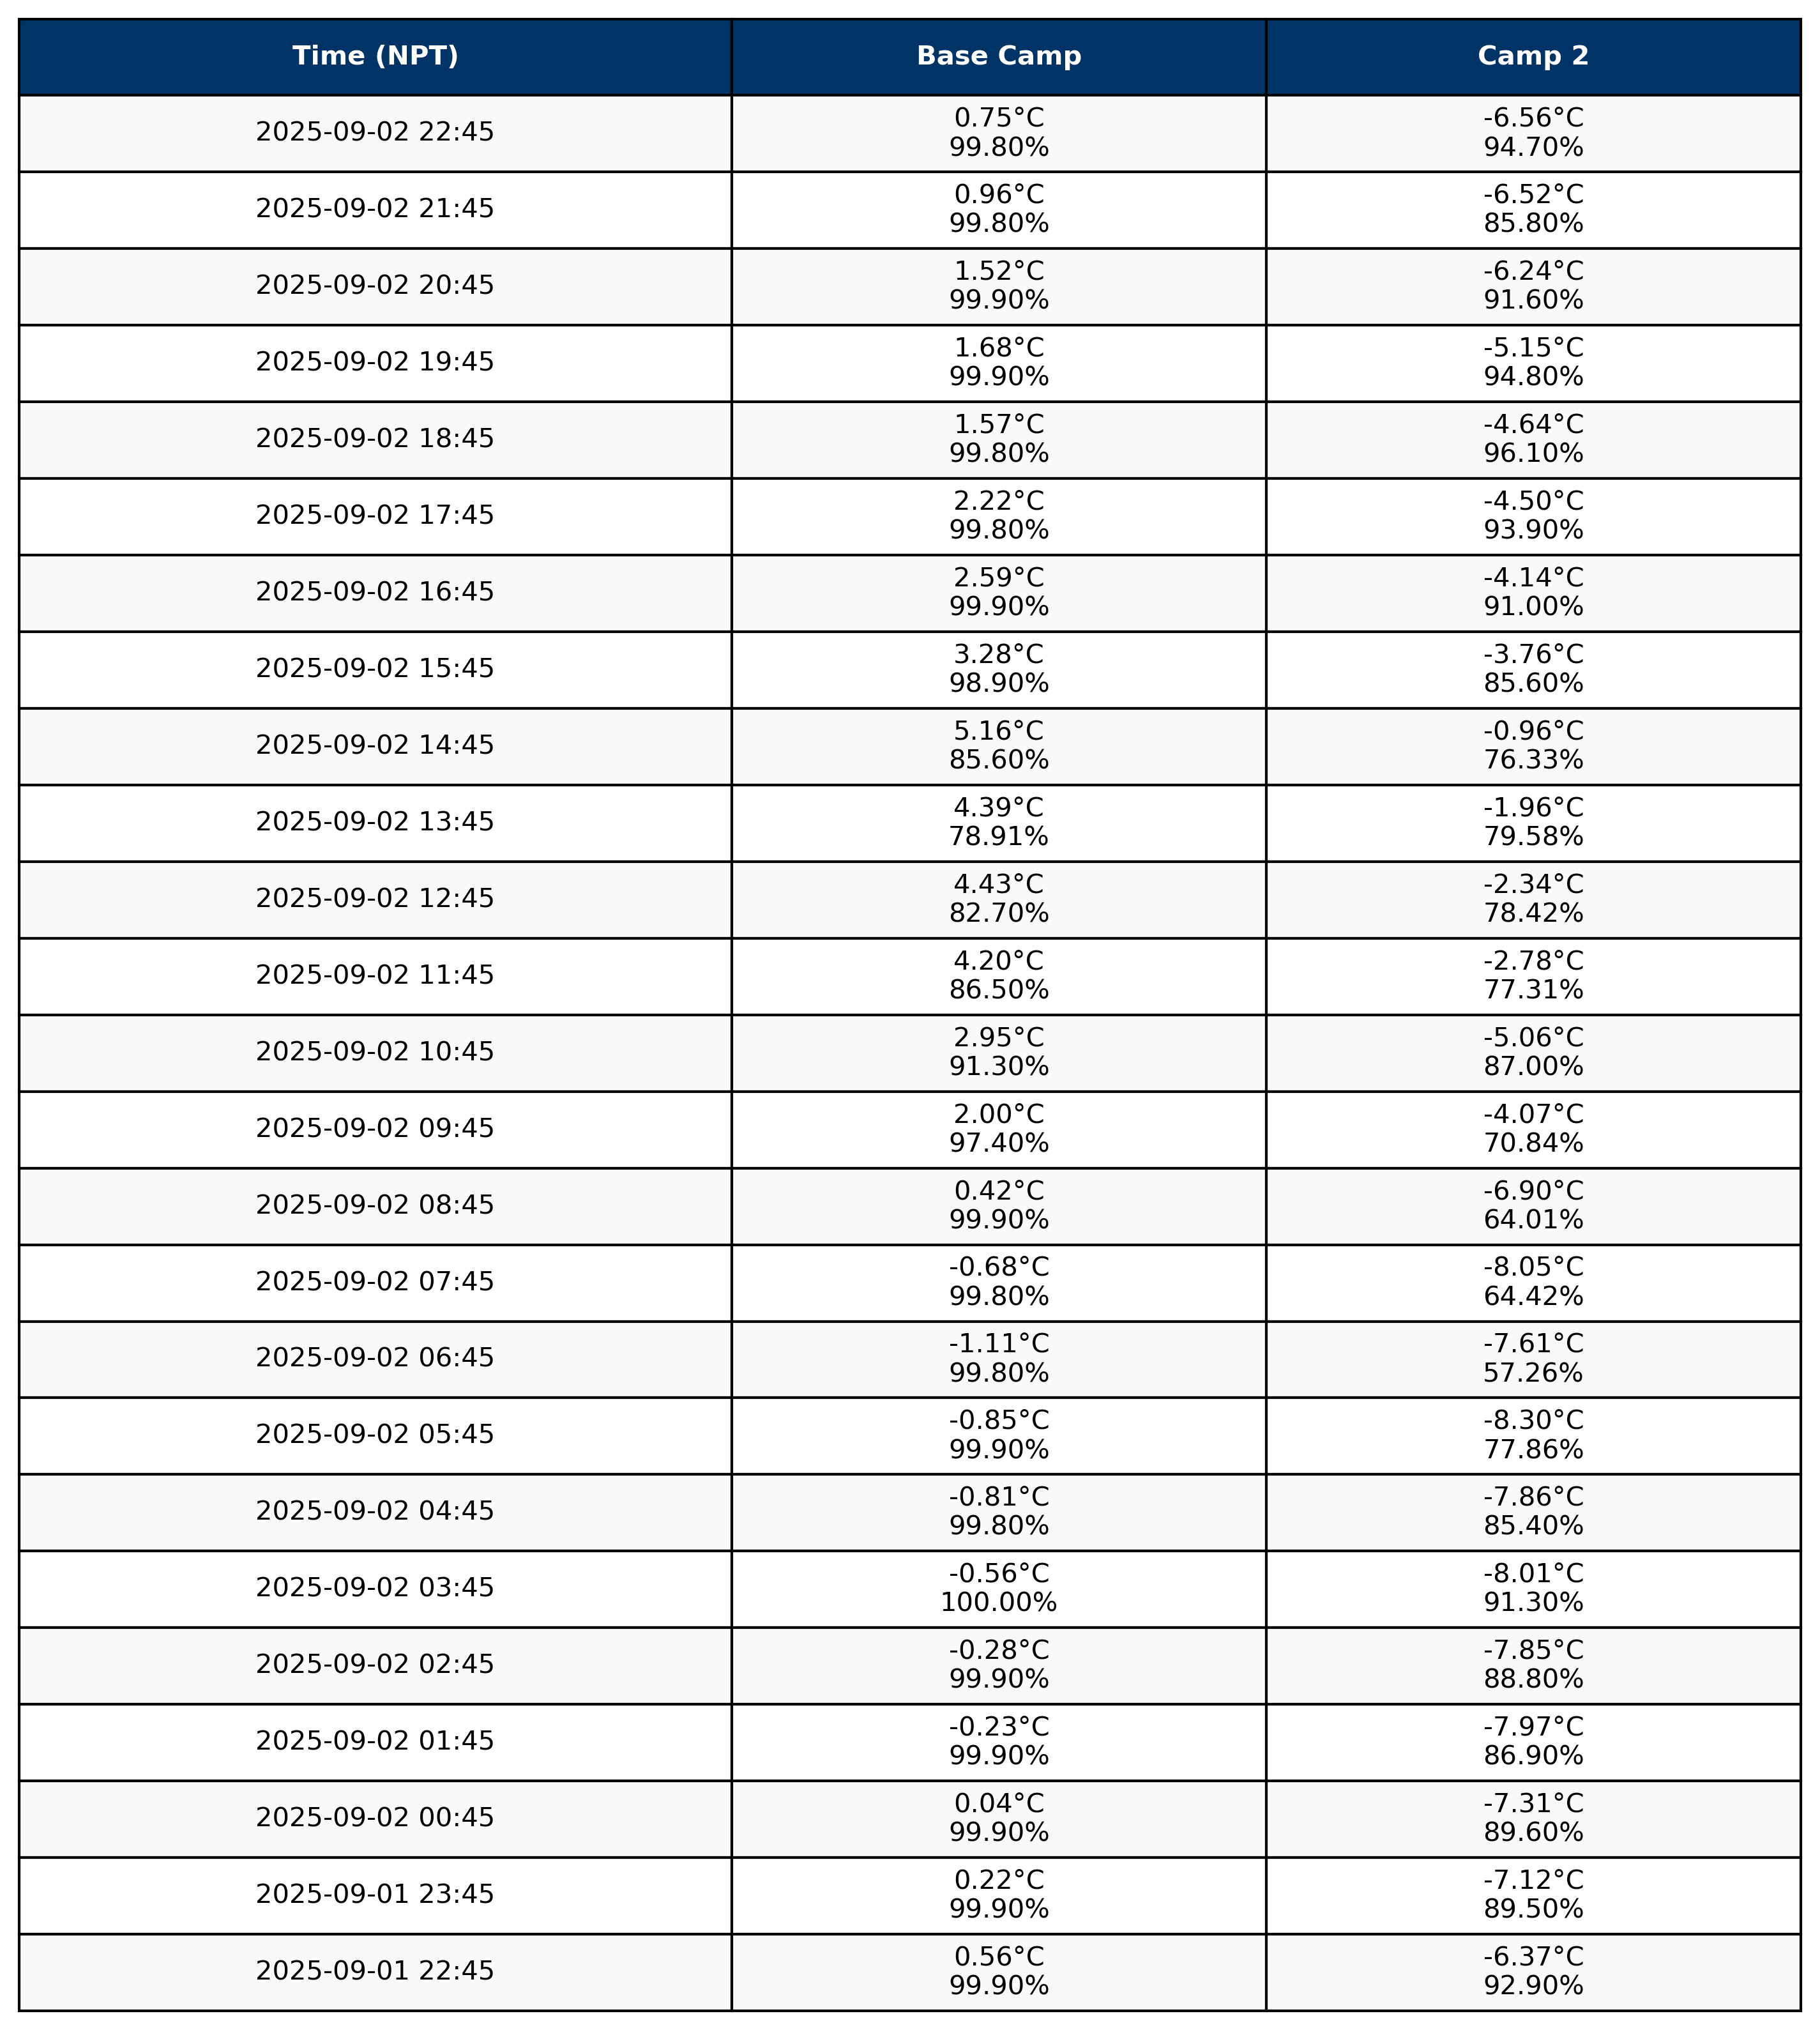 Time (NPT) Base Camp Camp 2
2025-09-02 22:45 0.75°C -6.56°C
99.80% 94.70%
2025-09-02 21:45 0.96°C -6.52°C
99.80% 85.80%
2025-09-02 20:45 1.52°C -6.24°C
99.90% 91.60%
2025-09-02 19:45 1.68°C -5.15°C
99.90% 94.80%
2025-09-02 18:45 1.57°C -4.64°C
99.80% 96.10%
2025-09-02 17:45 2.22°C -4.50°C
99.80% 93.90%
2025-09-02 16:45 2.59°C -4.14°C
99.90% 91.00%
2025-09-02 15:45 3.28°C -3.76°C
98.90% 85.60%
2025-09-02 14:45 5.16°C -0.96°C
85.60% 76.33%
2025-09-02 13:45 4.39°C -1.96°C
78.91% 79.58%
2025-09-02 12:45 4.43°C -2.34°C
82.70% 78.42%
2025-09-02 11:45 4.20°C -2.78°C
86.50% 77.31%
2025-09-02 10:45 2.95°C -5.06°C
91.30% 87.00%
2025-09-02 09:45 2.00°C -4.07°C
97.40% 70.84%
2025-09-02 08:45 0.42°C -6.90°C
99.90% 64.01%
2025-09-02 07:45 -0.68°C -8.05°C
99.80% 64.42%
2025-09-02 06:45 -1.11°C -7.61°C
99.80% 57.26%
2025-09-02 05:45 -0.85°C -8.30°C
99.90% 77.86%
2025-09-02 04:45 -0.81°C -7.86°C
99.80% 85.40%
2025-09-02 03:45 -0.56°C -8.01°C
100.00% 91.30%
2025-09-02 02:45 -0.28°C -7.85°C
99.90% 88.80%
2025-09-02 01:45 -0.23°C -7.97°C
99.90% 86.90%
2025-09-02 00:45 0.04°C -7.31°C
99.90% 89.60%
2025-09-01 23:45 0.22°C -7.12°C
99.90% 89.50%
2025-09-01 22:45 0.56°C -6.37°C
99.90% 92.90%